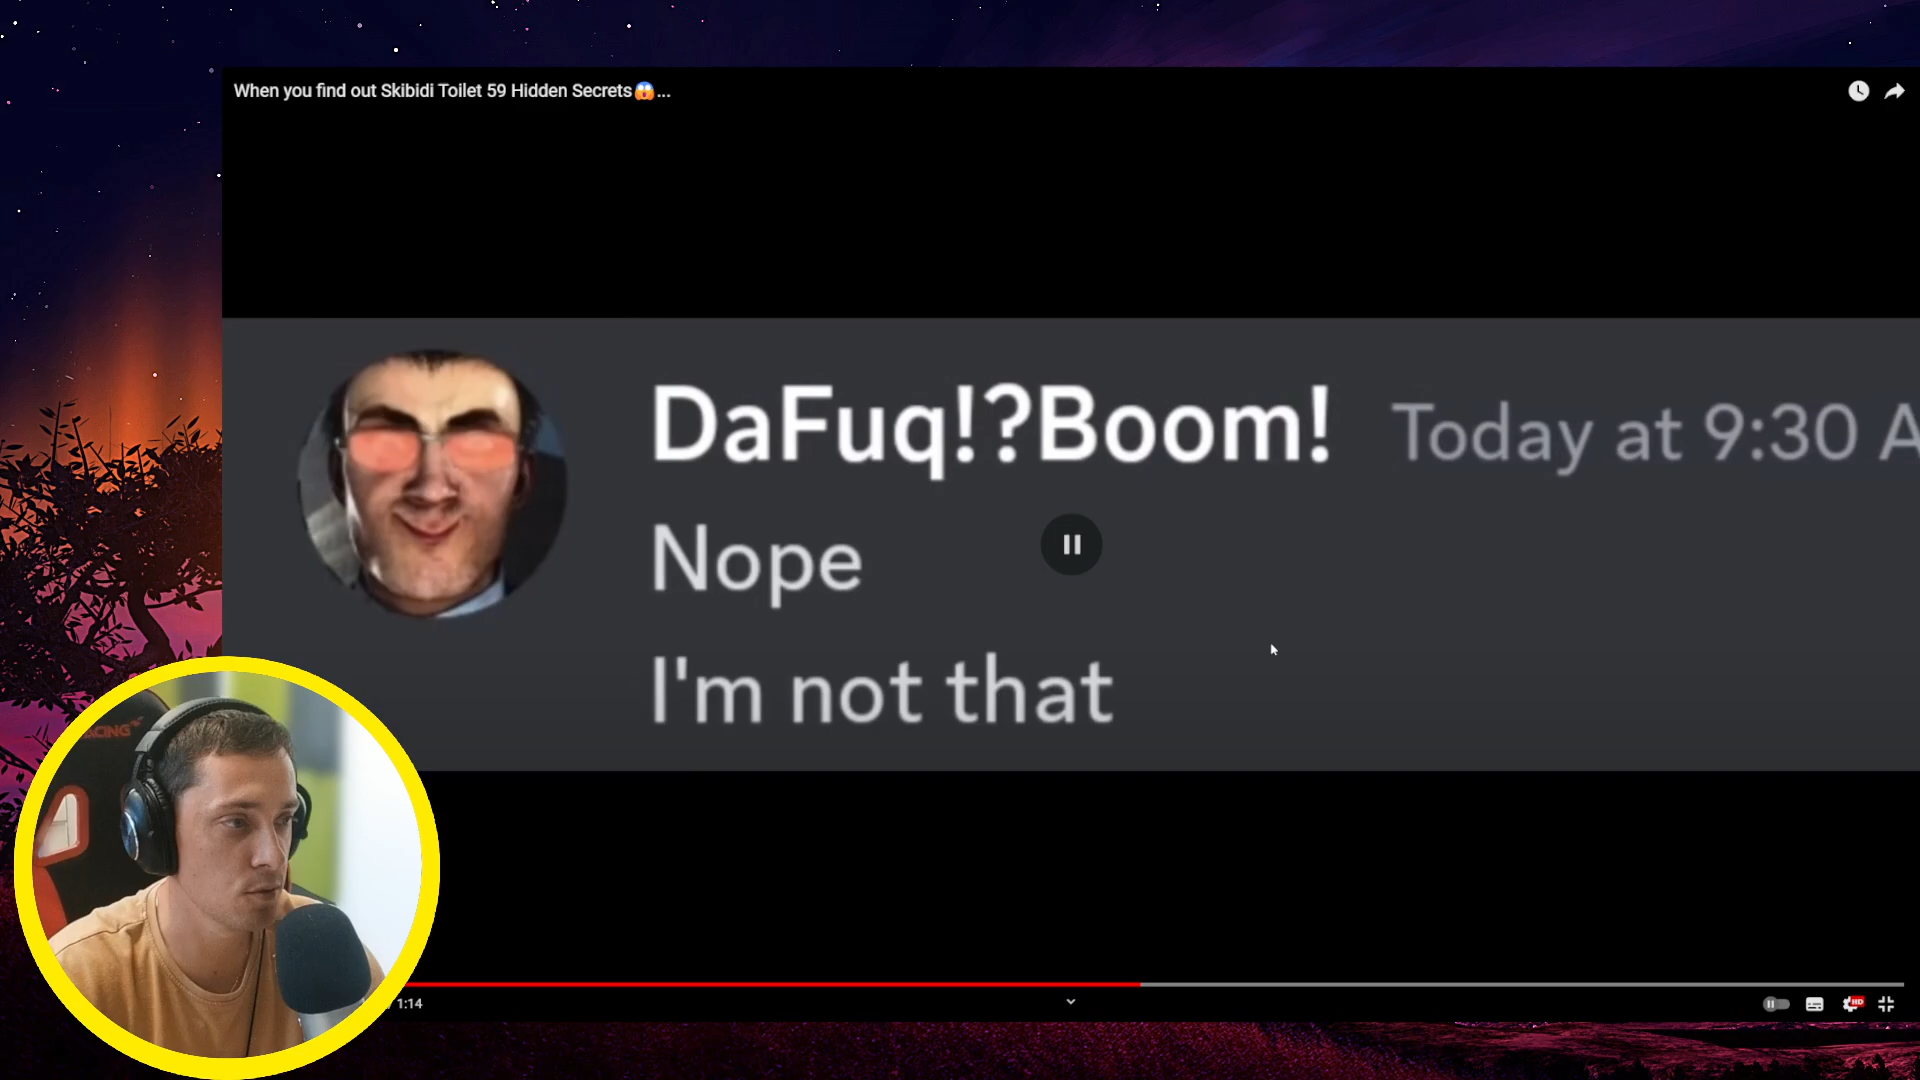 When you find out Skibidi Toilet 59 Hidden Secrets😱...
DaFuq!?Boom! Today at 9:30 A
Nope
I'm not that
1:14
HD